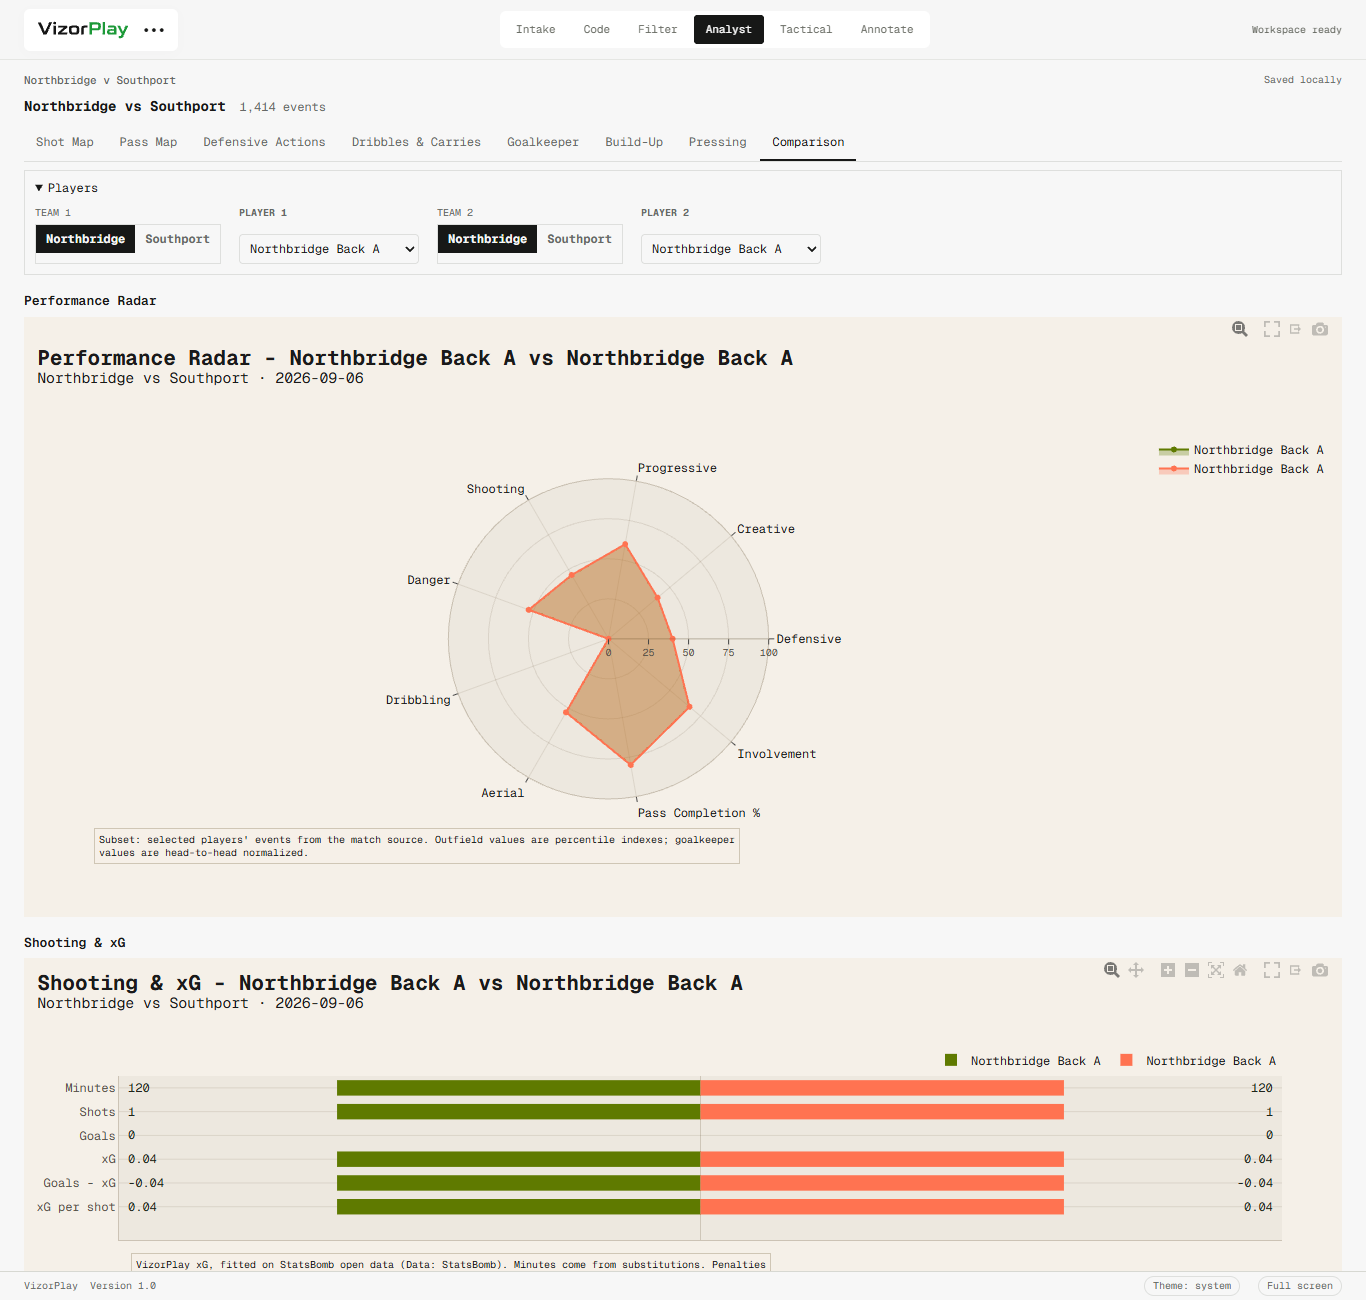 VizorPlay •••
Intake Code Filter Analyst Tactical Annotate
Workspace ready
Northbridge v Southport
Saved locally
Northbridge vs Southport 1,414 events
Shot Map Pass Map Defensive Actions Dribbles & Carries Goalkeeper Build-Up Pressing Comparison
▼ Players
TEAM 1 PLAYER 1 TEAM 2 PLAYER 2
Northbridge Southport Northbridge Back A Northbridge Southport Northbridge Back A
Performance Radar
Performance Radar - Northbridge Back A vs Northbridge Back A
Northbridge vs Southport · 2026-09-06
Northbridge Back A
Northbridge Back A
Progressive
Shooting
Creative
Danger
Defensive
0 25 50 75 100
Dribbling
Involvement
Aerial
Pass Completion %
Subset: selected players' events from the match source. Outfield values are percentile indexes; goalkeeper
values are head-to-head normalized.
Shooting & xG
Shooting & xG - Northbridge Back A vs Northbridge Back A
Northbridge vs Southport · 2026-09-06
Northbridge Back A Northbridge Back A
Minutes 120 120
Shots 1 1
Goals 0 0
xG 0.04 0.04
Goals - xG -0.04 -0.04
xG per shot 0.04 0.04
VizorPlay xG, fitted on StatsBomb open data (Data: StatsBomb). Minutes come from substitutions. Penalties
VizorPlay Version 1.0
Theme: system Full screen